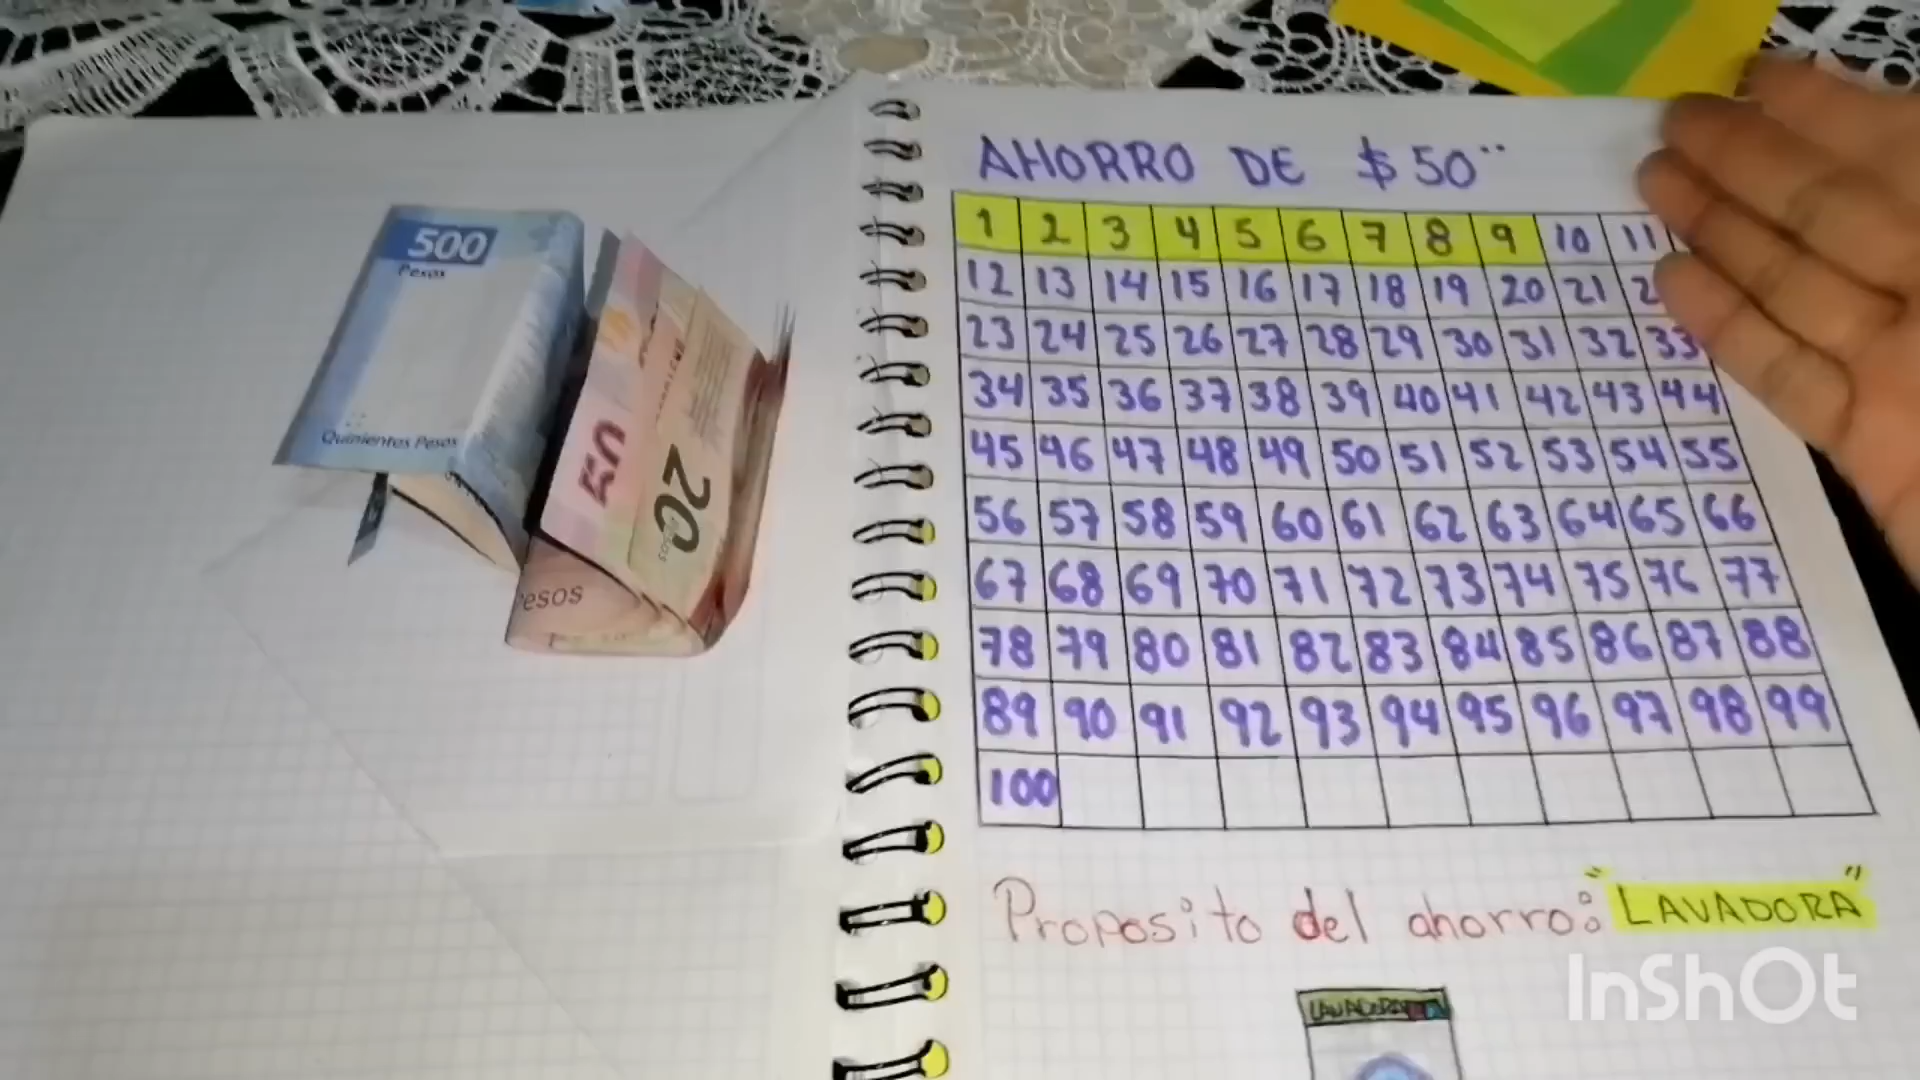 500
Pesos
Quinientos Pesos
20
esos
AHORRO DE $50
1 2 3 4 5 6 7 8 9 10 11
12 13 14 15 16 17 18 19 20 21 2
23 24 25 26 27 28 29 30 31 32 33
34 35 36 37 38 39 40 41 42 43 44
45 46 47 48 49 50 51 52 53 54 55
56 57 58 59 60 61 62 63 64 65 66
67 68 69 70 71 72 73 74 75 76 77
78 79 80 81 82 83 84 85 86 87 88
89 90 91 92 93 94 95 96 97 98 99
100
Proposito del ahorro: "LAVADORA"
LAVADORA
InShOt